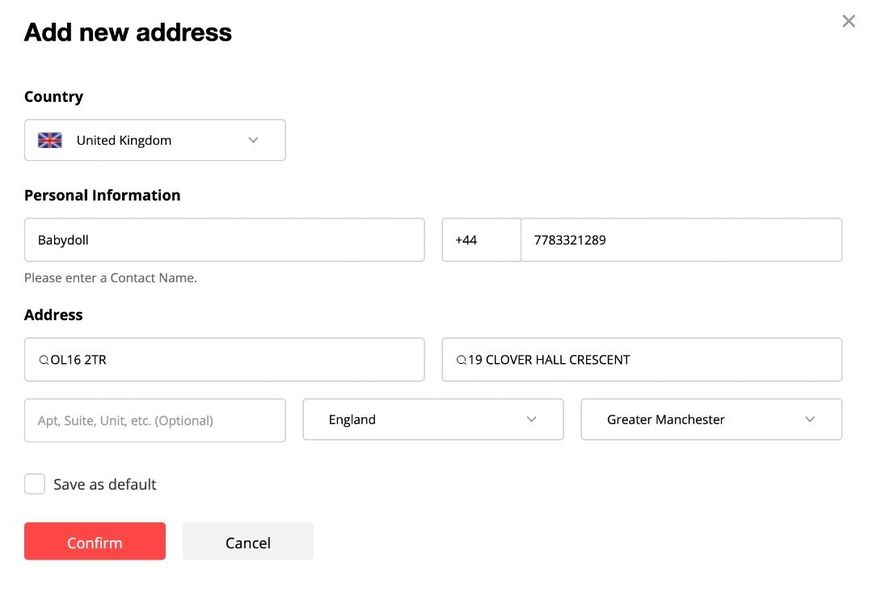 Add new address
Country
United Kingdom
Personal Information
Babydoll
+44 7783321289
Please enter a Contact Name.
Address
OL16 2TR
19 CLOVER HALL CRESCENT
Apt, Suite, Unit, etc. (Optional)
England
Greater Manchester
Save as default
Confirm
Cancel